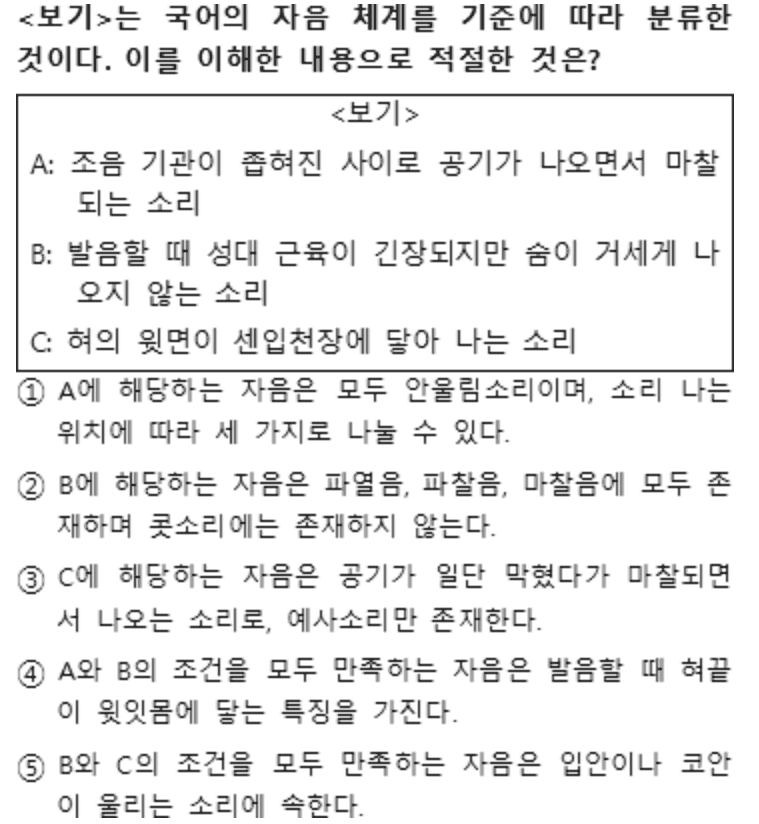 <보기>는 국어의 자음 체계를 기준에 따라 분류한
것이다. 이를 이해한 내용으로 적절한 것은?
<보기>
A: 조음 기관이 좁혀진 사이로 공기가 나오면서 마찰
되는 소리
B: 발음할 때 성대 근육이 긴장되지만 숨이 거세게 나
오지 않는 소리
C: 혀의 윗면이 센입천장에 닿아 나는 소리
① A에 해당하는 자음은 모두 안울림소리이며, 소리 나는
위치에 따라 세 가지로 나눌 수 있다.
② B에 해당하는 자음은 파열음, 파찰음, 마찰음에 모두 존
재하며 콧소리에는 존재하지 않는다.
③ C에 해당하는 자음은 공기가 일단 막혔다가 마찰되면
서 나오는 소리로, 예사소리만 존재한다.
④ A와 B의 조건을 모두 만족하는 자음은 발음할 때 혀끝
이 윗잇몸에 닿는 특징을 가진다.
⑤ B와 C의 조건을 모두 만족하는 자음은 입안이나 코안
이 울리는 소리에 속한다.